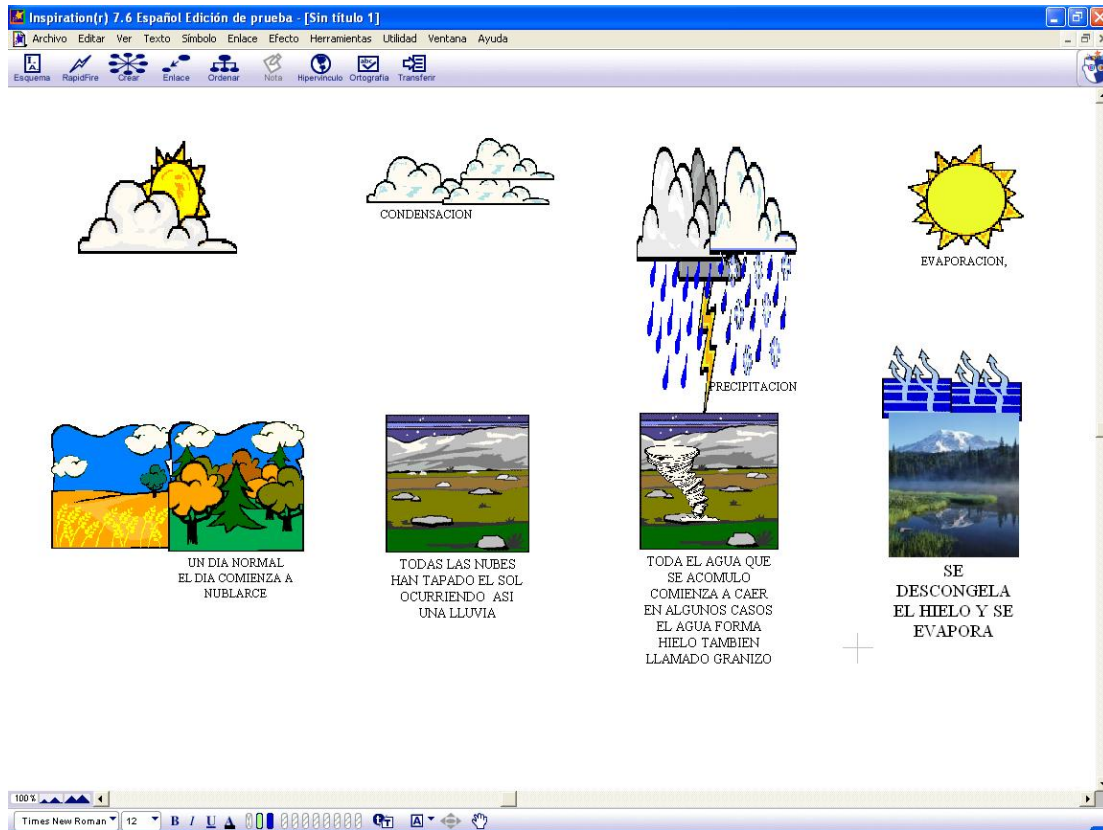 Inspiration(r) 7.6 Español Edición de prueba - [Sin título 1]
Archivo Editar Ver Texto Símbolo Enlace Efecto Herramientas Utilidad Ventana Ayuda
Esquema RapidFire Crear Enlace Ordenar Nota Hipervínculo Ortografía Transferir
CONDENSACION
EVAPORACION,
PRECIPITACION
UN DIA NORMAL
EL DIA COMIENZA A
NUBLARCE
TODAS LAS NUBES
HAN TAPADO EL SOL
OCURRIENDO ASI
UNA LLUVIA
TODA EL AGUA QUE
SE ACOMULO
COMIENZA A CAER
EN ALGUNOS CASOS
EL AGUA FORMA
HIELO TAMBIEN
LLAMADO GRANIZO
SE
DESCONGELA
EL HIELO Y SE
EVAPORA
100 %
Times New Roman 12 B I U A